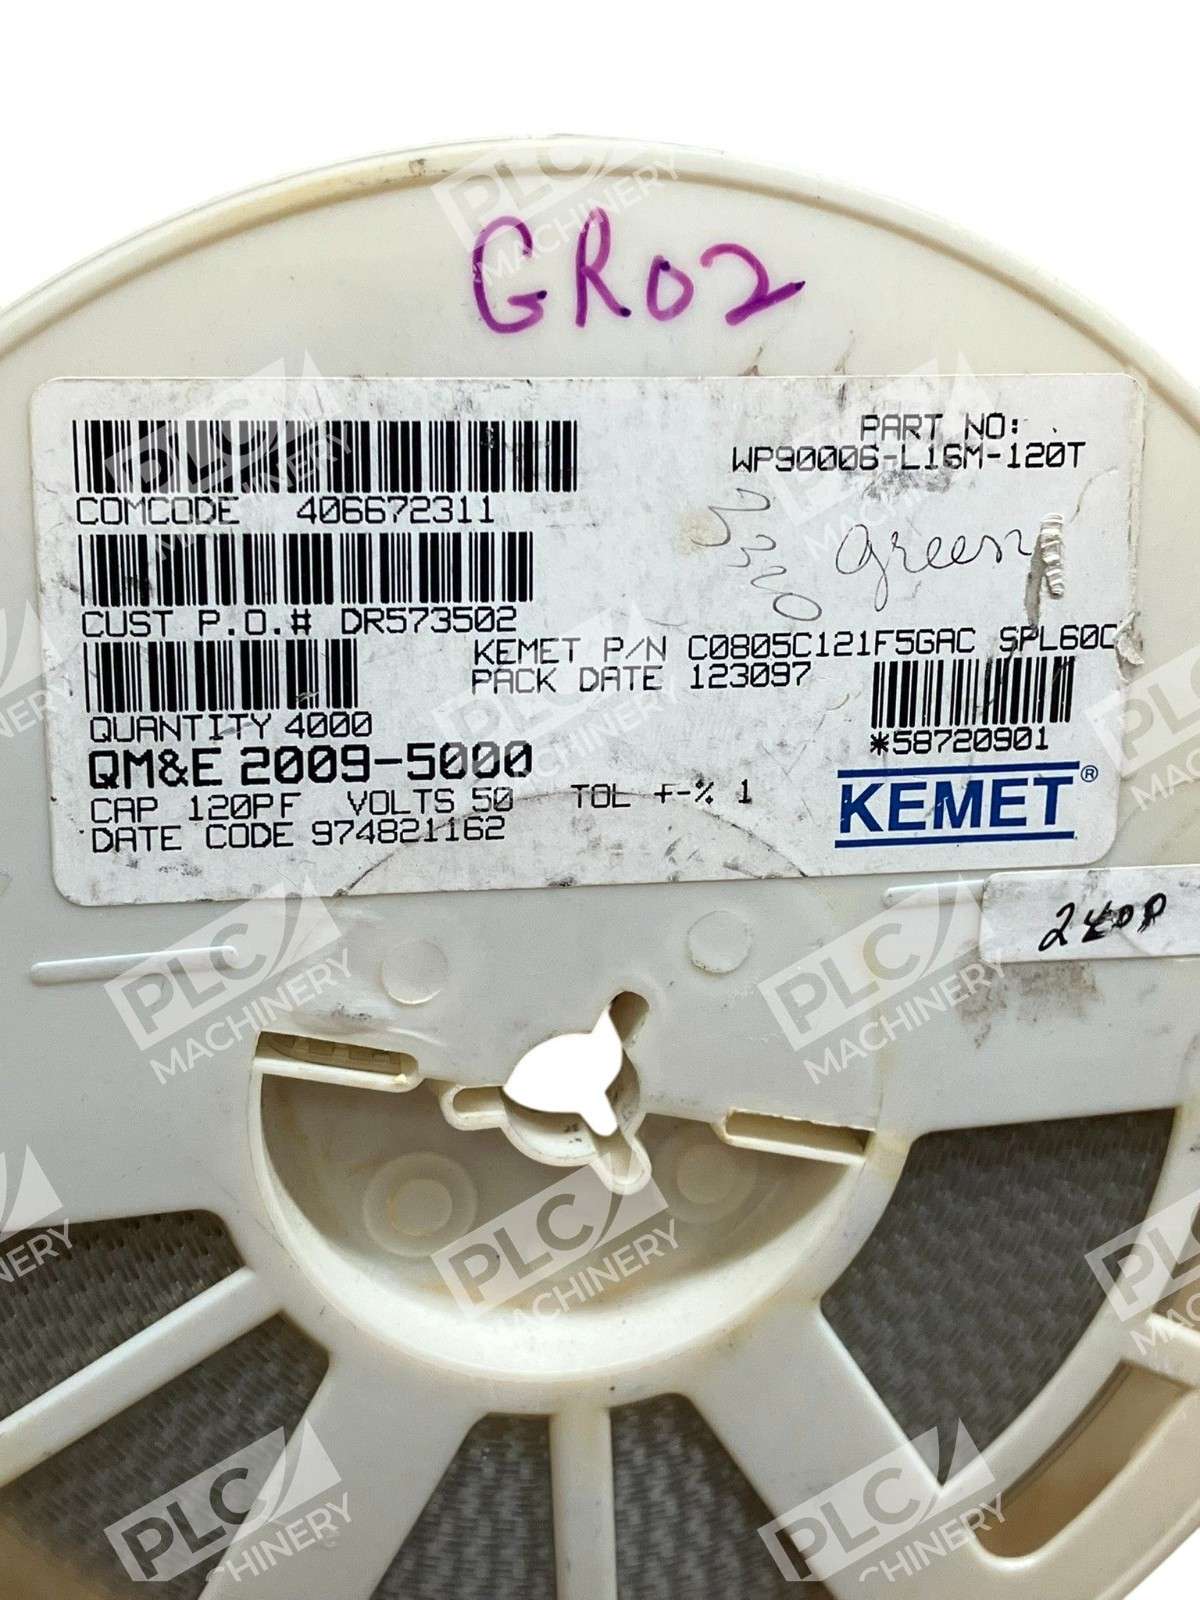 GR02
PART NO:
WP90006-L16M-120T
COMCODE 406672311
2320
Green
CUST P.O.# DR573502
KEMET P/N C0805C121F5GAC SPL60C
PACK DATE 123097
QUANTITY 4000
*58720901
QM&E 2009-5000
CAP 120PF VOLTS 50 TOL +-% 1
DATE CODE 974821162
KEMET®
PLC MACHINERY